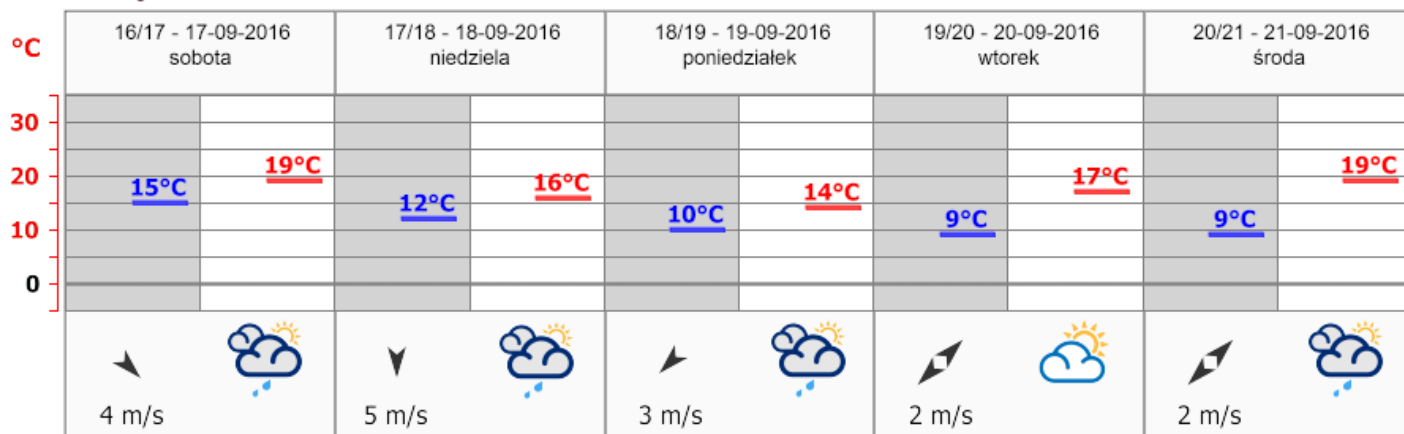 16/17 - 17-09-2016
sobota
17/18 - 18-09-2016
niedziela
18/19 - 19-09-2016
poniedziałek
19/20 - 20-09-2016
wtorek
20/21 - 21-09-2016
środa
°C
30
20
10
0
15°C
19°C
12°C
16°C
10°C
14°C
9°C
17°C
9°C
19°C
4 m/s
5 m/s
3 m/s
2 m/s
2 m/s